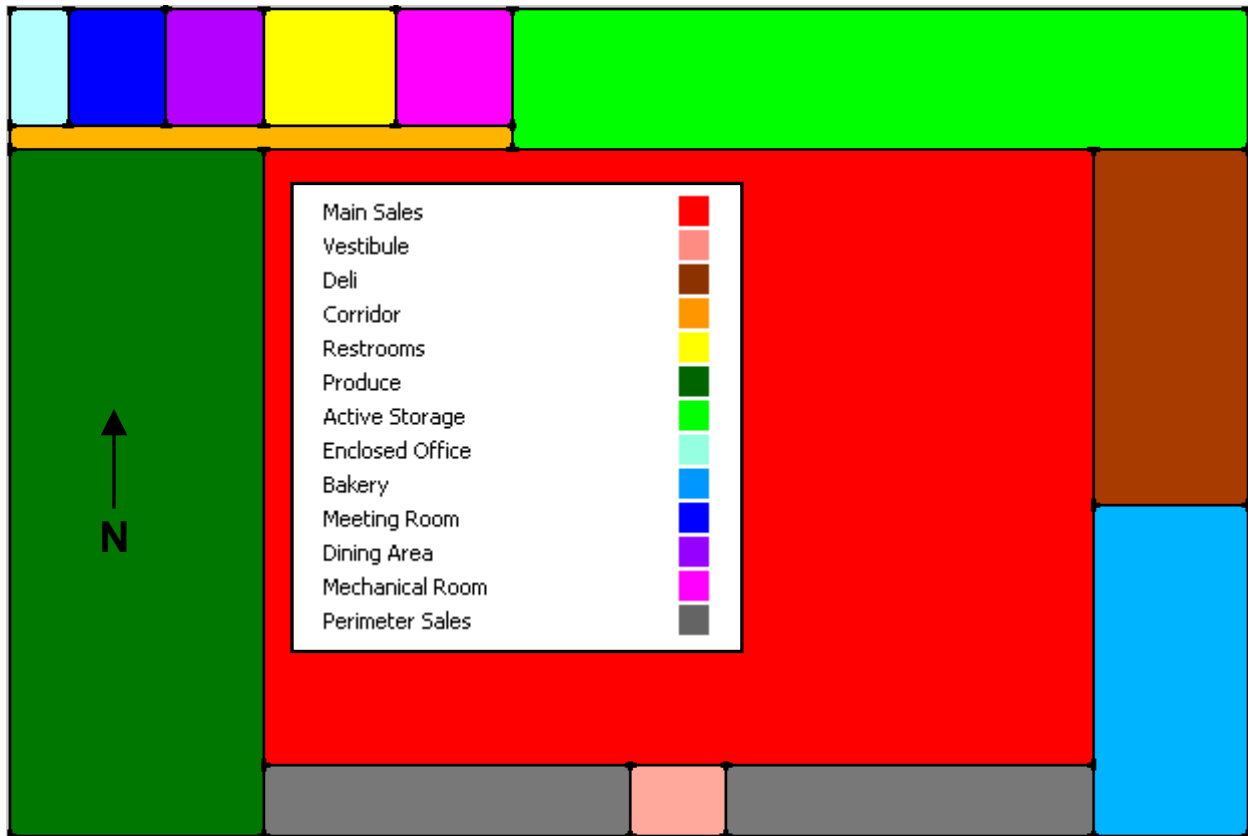 Main Sales
Vestibule
Deli
Corridor
Restrooms
Produce
Active Storage
Enclosed Office
Bakery
Meeting Room
Dining Area
Mechanical Room
Perimeter Sales
N